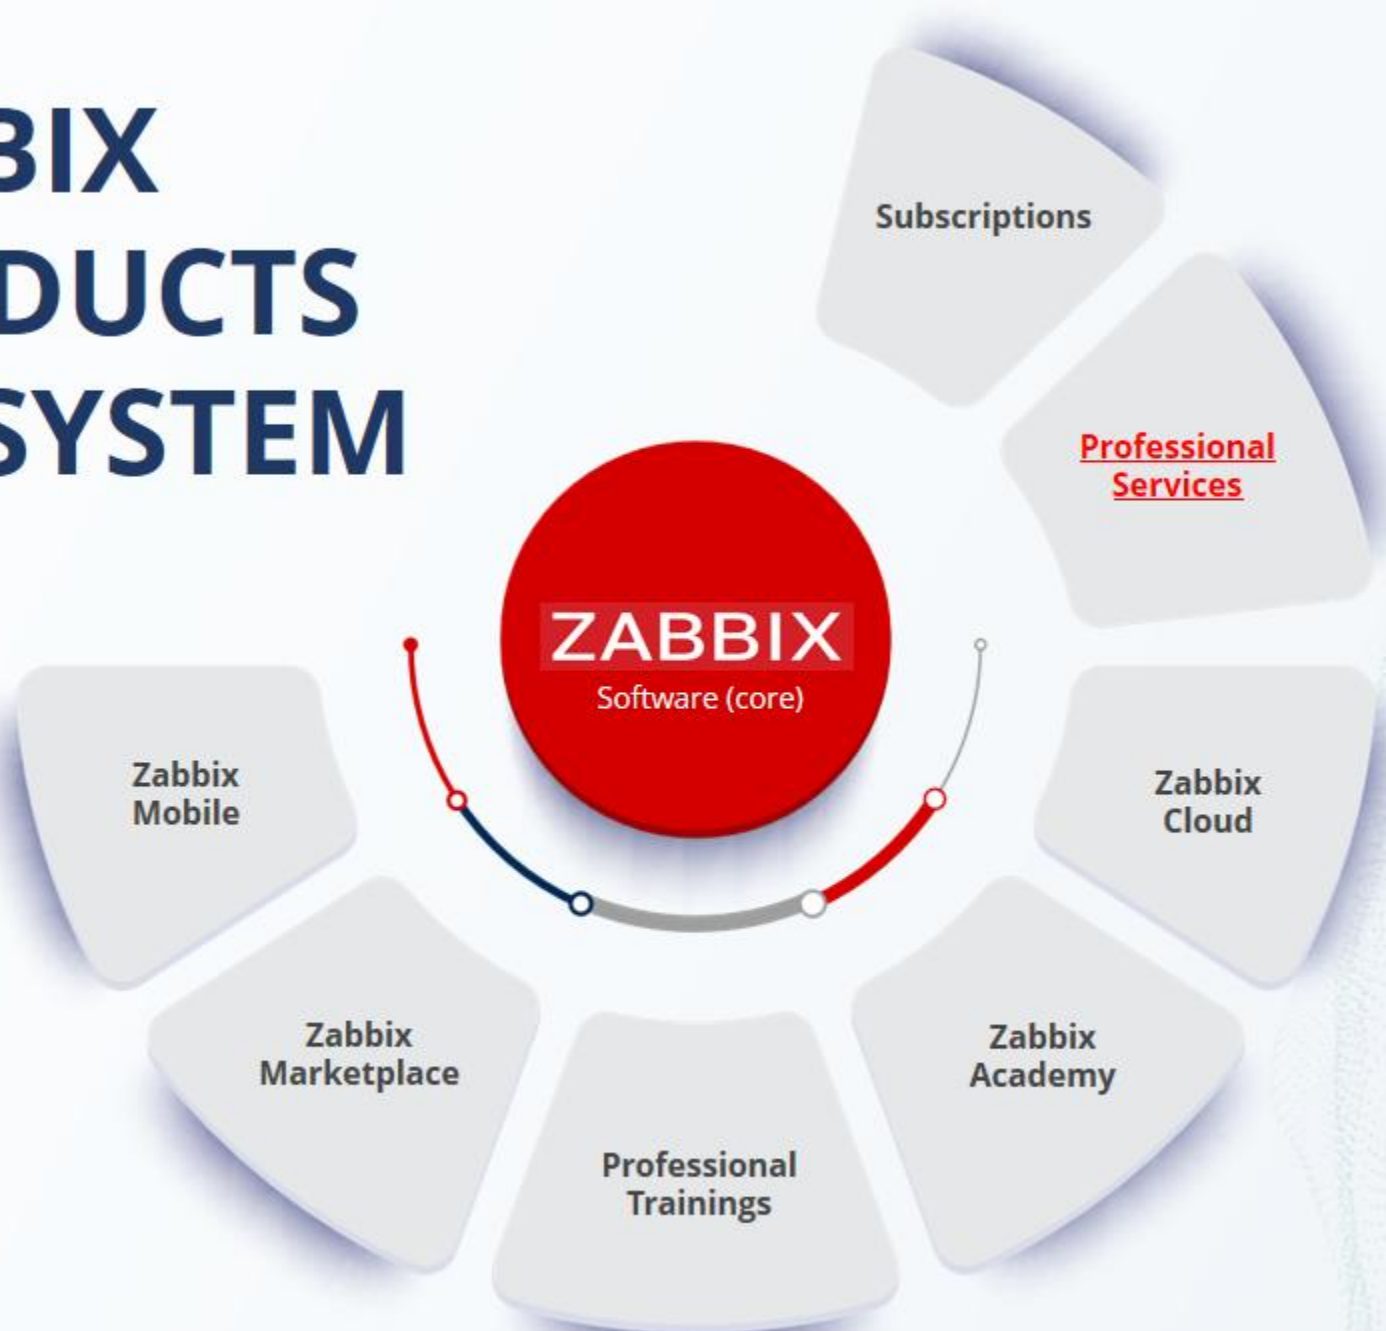 BIX
DUCTS
SYSTEM
Subscriptions
Professional
Services
ZABBIX
Software (core)
Zabbix
Mobile
Zabbix
Cloud
Zabbix
Marketplace
Zabbix
Academy
Professional
Trainings